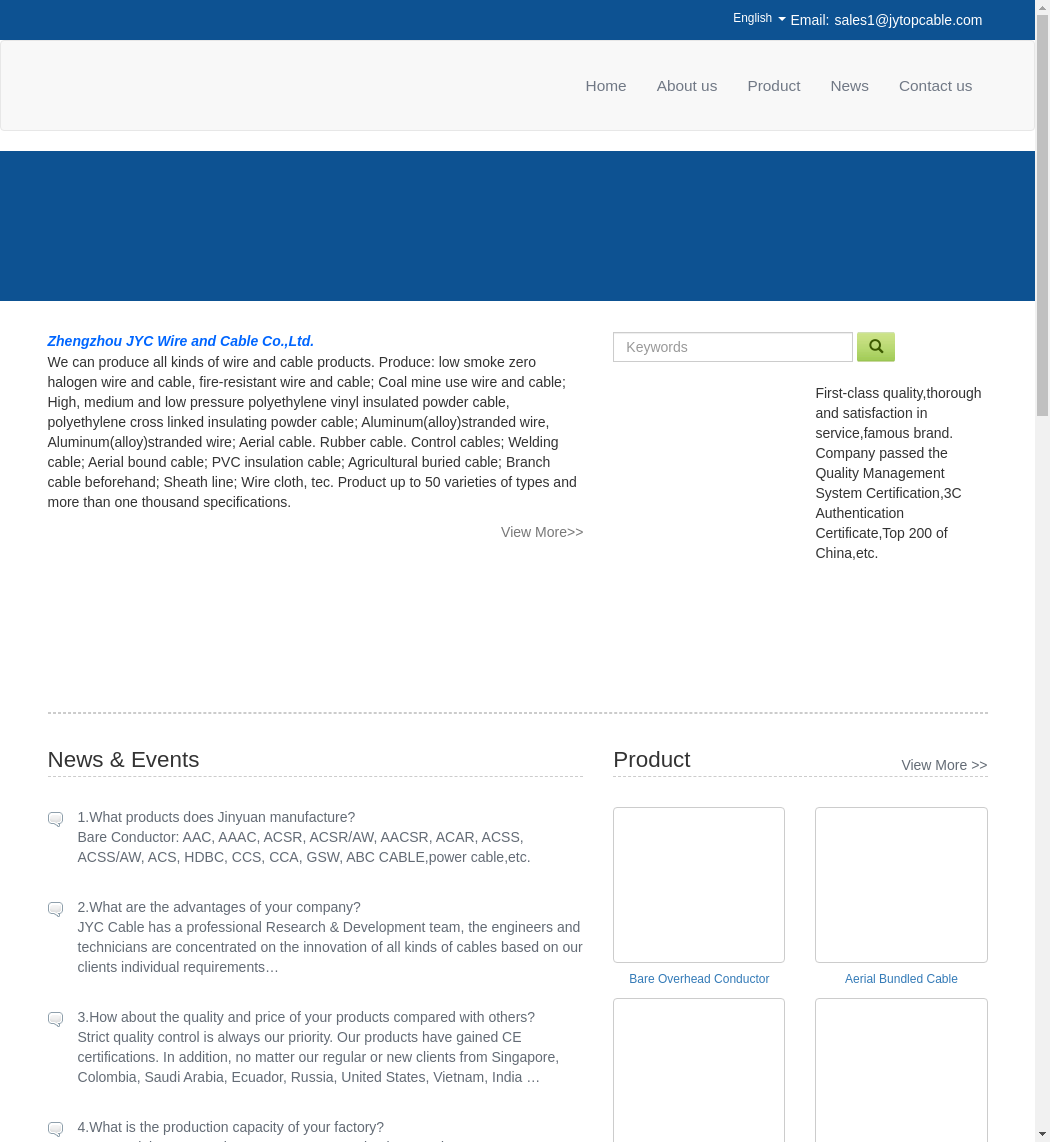 English Email: sales1@jytopcable.com
Home About us Product News Contact us
Zhengzhou JYC Wire and Cable Co.,Ltd.
We can produce all kinds of wire and cable products. Produce: low smoke zero
halogen wire and cable, fire-resistant wire and cable; Coal mine use wire and cable;
High, medium and low pressure polyethylene vinyl insulated powder cable,
polyethylene cross linked insulating powder cable; Aluminum(alloy)stranded wire,
Aluminum(alloy)stranded wire; Aerial cable. Rubber cable. Control cables; Welding
cable; Aerial bound cable; PVC insulation cable; Agricultural buried cable; Branch
cable beforehand; Sheath line; Wire cloth, tec. Product up to 50 varieties of types and
more than one thousand specifications.
View More>>
Keywords
First-class quality,thorough
and satisfaction in
service,famous brand.
Company passed the
Quality Management
System Certification,3C
Authentication
Certificate,Top 200 of
China,etc.
News & Events
1.What products does Jinyuan manufacture?
Bare Conductor: AAC, AAAC, ACSR, ACSR/AW, AACSR, ACAR, ACSS,
ACSS/AW, ACS, HDBC, CCS, CCA, GSW, ABC CABLE,power cable,etc.
2.What are the advantages of your company?
JYC Cable has a professional Research & Development team, the engineers and
technicians are concentrated on the innovation of all kinds of cables based on our
clients individual requirements…
3.How about the quality and price of your products compared with others?
Strict quality control is always our priority. Our products have gained CE
certifications. In addition, no matter our regular or new clients from Singapore,
Colombia, Saudi Arabia, Ecuador, Russia, United States, Vietnam, India …
4.What is the production capacity of your factory?
Product View More >>
Bare Overhead Conductor Aerial Bundled Cable